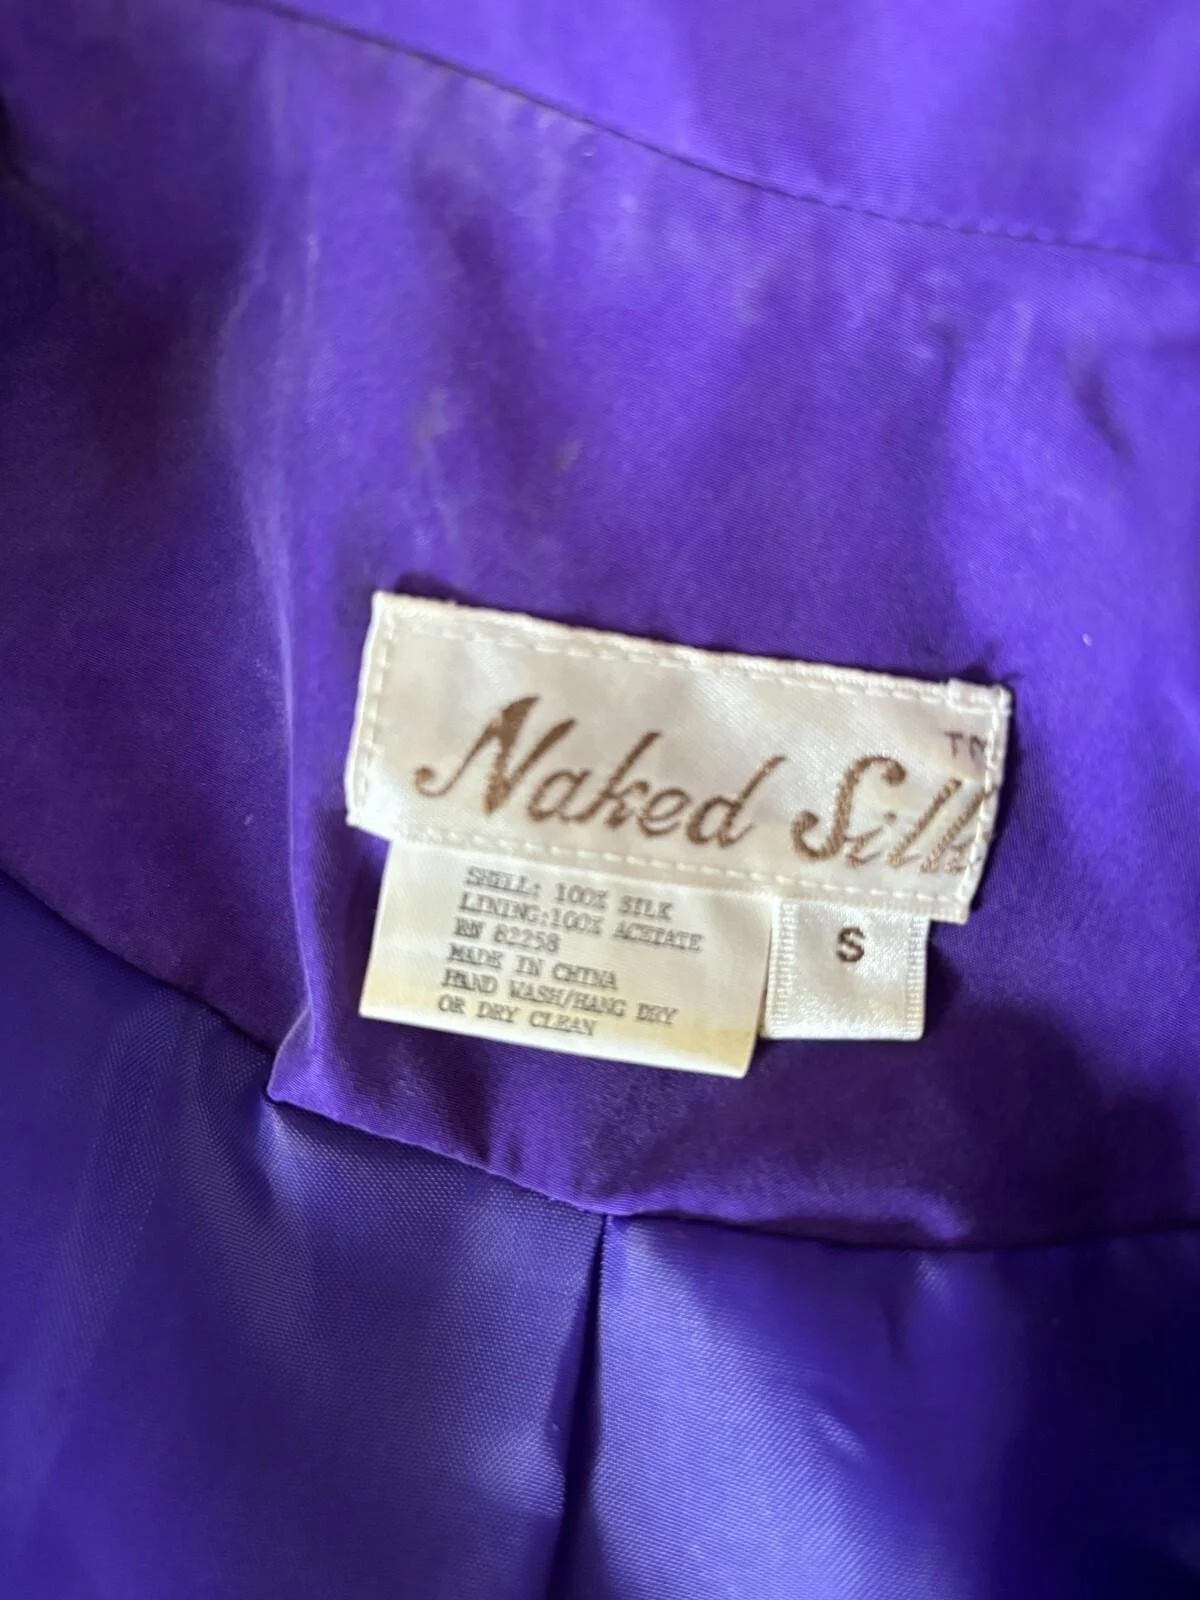 Naked Silk
TM
SHELL: 100% SILK
LINING:100% ACETATE
RN 82258
MADE IN CHINA
HAND WASH/HANG DRY
OR DRY CLEAN
S